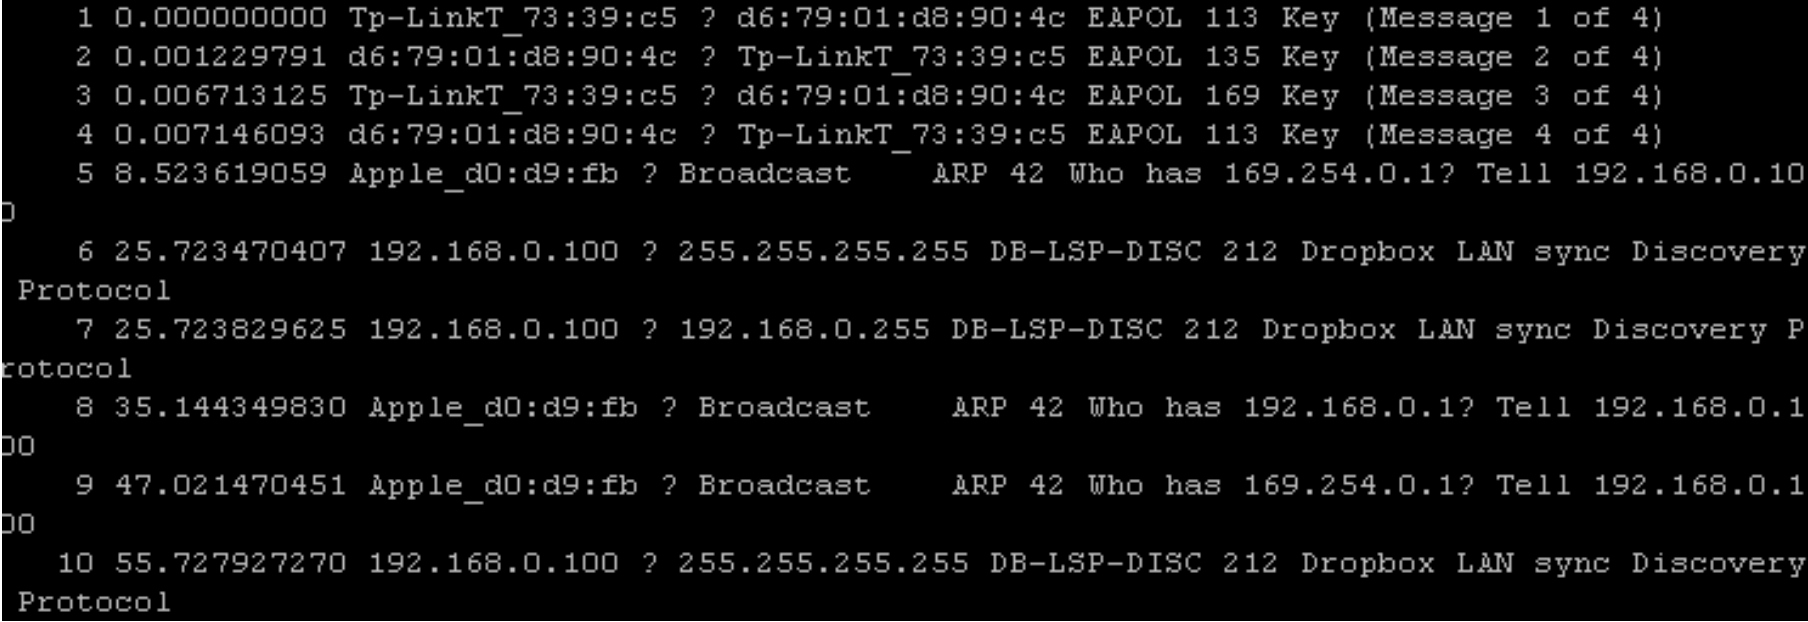 1 0.000000000 Tp-LinkT_73:39:c5 ? d6:79:01:d8:90:4c EAPOL 113 Key (Message 1 of 4)
2 0.001229791 d6:79:01:d8:90:4c ? Tp-LinkT_73:39:c5 EAPOL 135 Key (Message 2 of 4)
3 0.006713125 Tp-LinkT_73:39:c5 ? d6:79:01:d8:90:4c EAPOL 169 Key (Message 3 of 4)
4 0.007146093 d6:79:01:d8:90:4c ? Tp-LinkT_73:39:c5 EAPOL 113 Key (Message 4 of 4)
5 8.523619059 Apple_d0:d9:fb ? Broadcast    ARP 42 Who has 169.254.0.1? Tell 192.168.0.10
0
6 25.723470407 192.168.0.100 ? 255.255.255.255 DB-LSP-DISC 212 Dropbox LAN sync Discovery
Protocol
7 25.723829625 192.168.0.100 ? 192.168.0.255 DB-LSP-DISC 212 Dropbox LAN sync Discovery P
rotocol
8 35.144349830 Apple_d0:d9:fb ? Broadcast    ARP 42 Who has 192.168.0.1? Tell 192.168.0.1
00
9 47.021470451 Apple_d0:d9:fb ? Broadcast    ARP 42 Who has 169.254.0.1? Tell 192.168.0.1
00
10 55.727927270 192.168.0.100 ? 255.255.255.255 DB-LSP-DISC 212 Dropbox LAN sync Discovery
Protocol